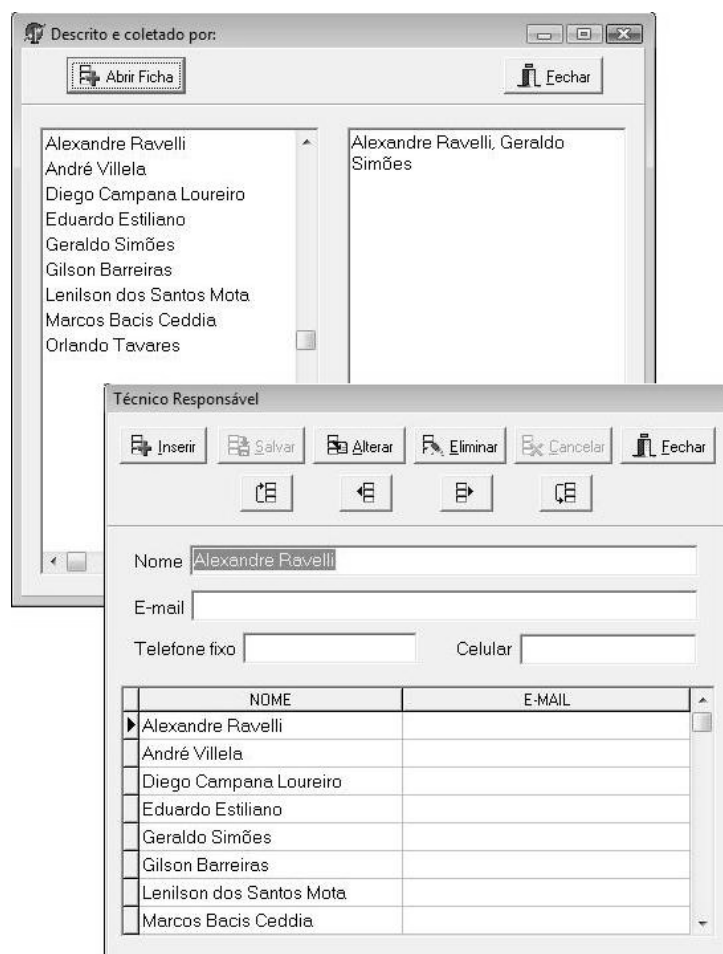 Descrito e coletado por:
Abrir Ficha
Fechar
Alexandre Ravelli
André Villela
Diego Campana Loureiro
Eduardo Estiliano
Geraldo Simões
Gilson Barreiras
Lenilson dos Santos Mota
Marcos Bacis Ceddia
Orlando Tavares
Alexandre Ravelli, Geraldo
Simões
Técnico Responsável
Inserir Salvar Alterar Eliminar Cancelar Fechar
Nome Alexandre Ravelli
E-mail
Telefone fixo Celular
NOME E-MAIL
Alexandre Ravelli
André Villela
Diego Campana Loureiro
Eduardo Estiliano
Geraldo Simões
Gilson Barreiras
Lenilson dos Santos Mota
Marcos Bacis Ceddia